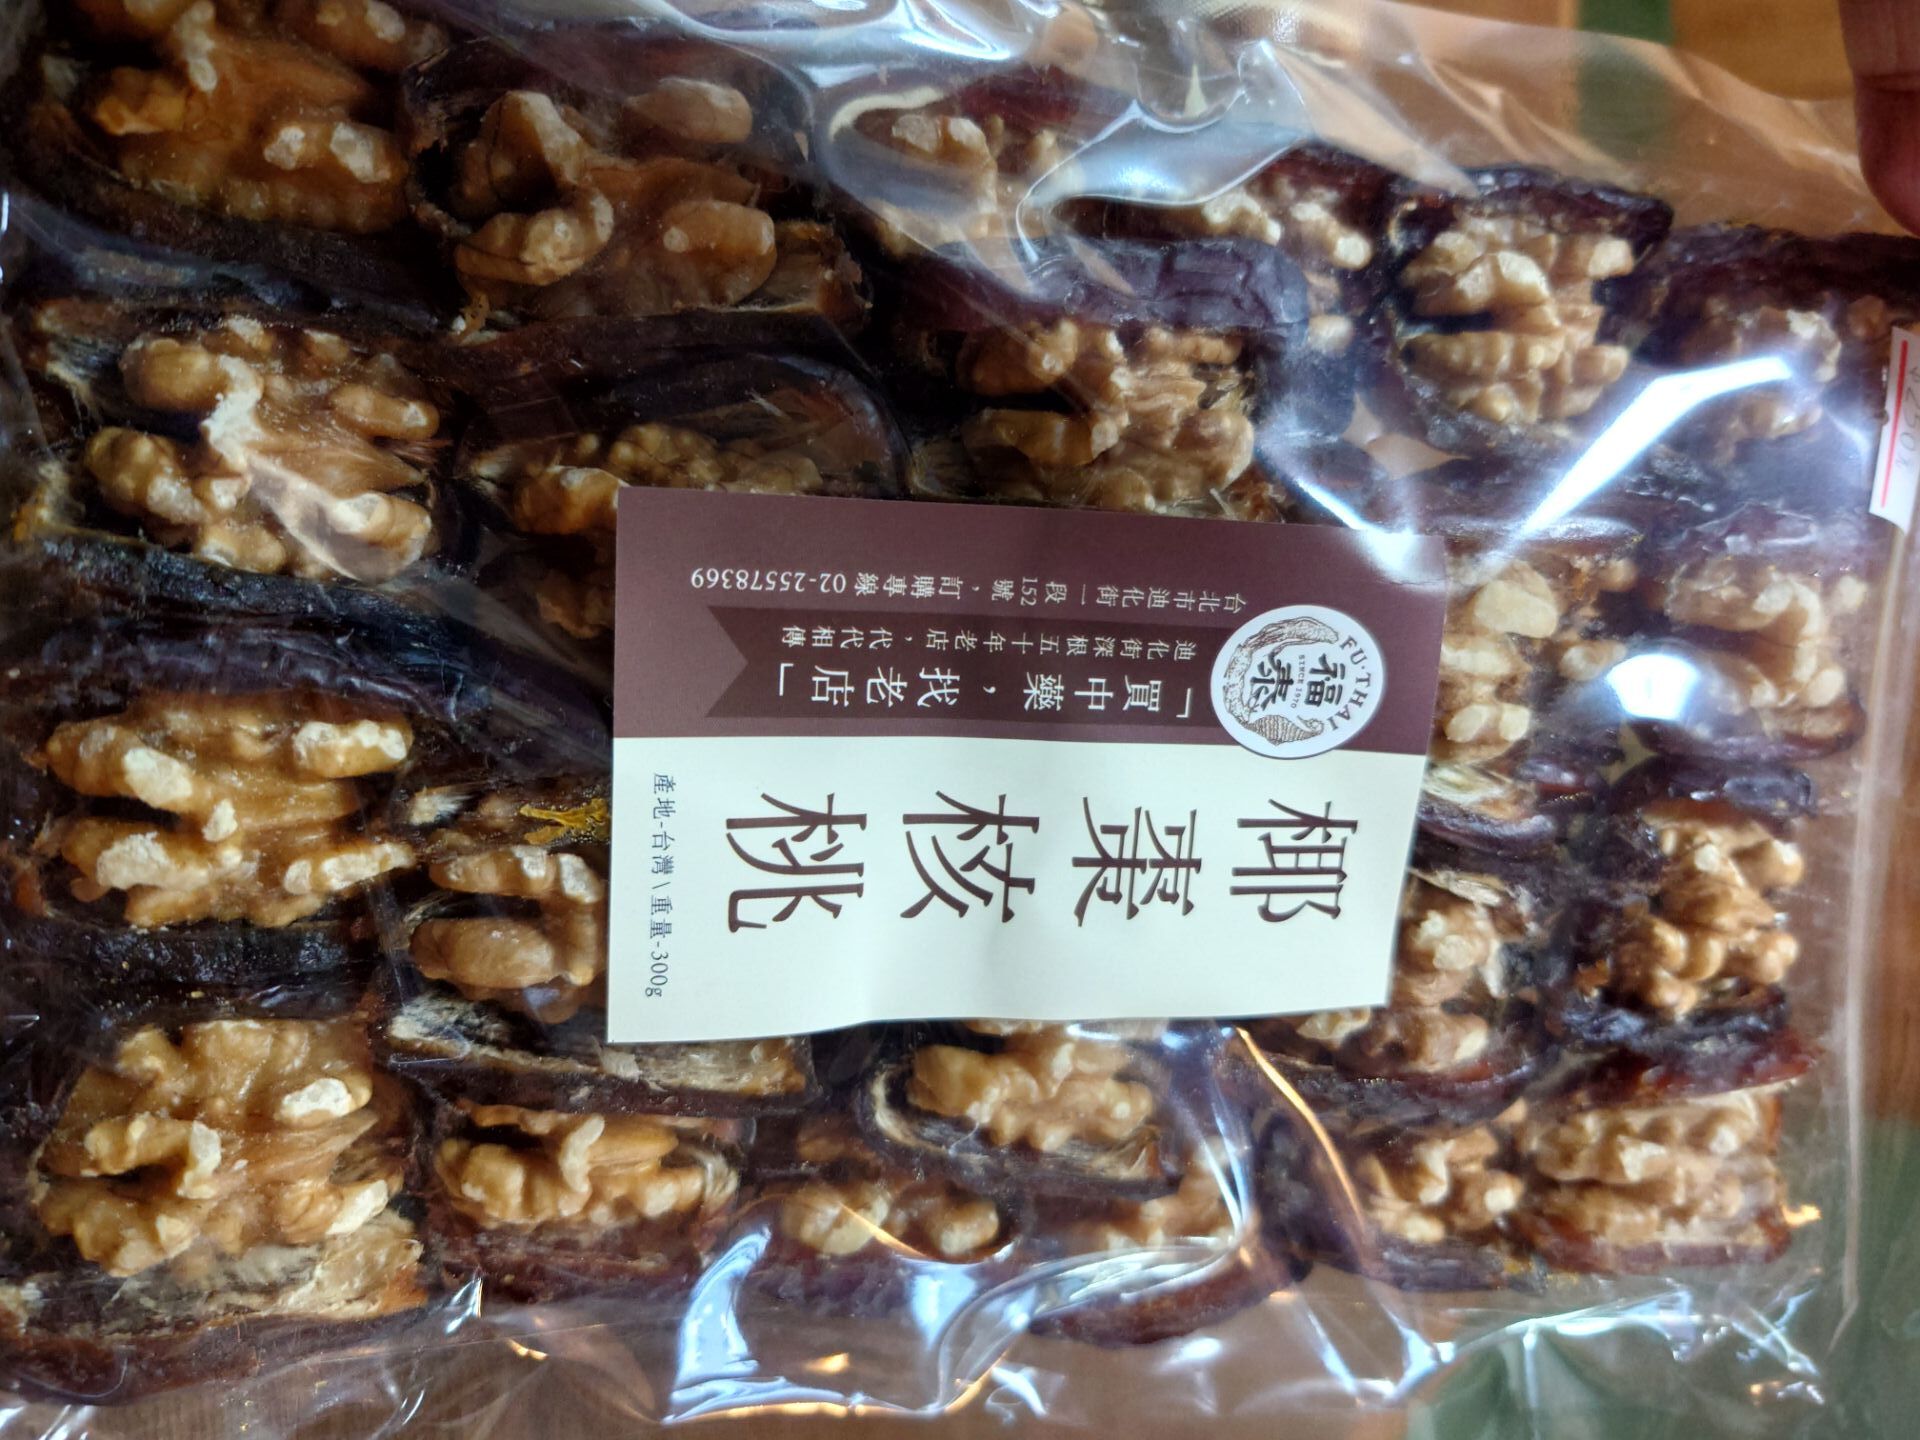 FU·THAI
福泰
SINCE 1970
台北市迪化街一段152號，訂購專線 02-25578369
迪化街深根五十年老店，代代相傳
「買中藥，找老店」
椰棗核桃
產地-台灣\重量-300g